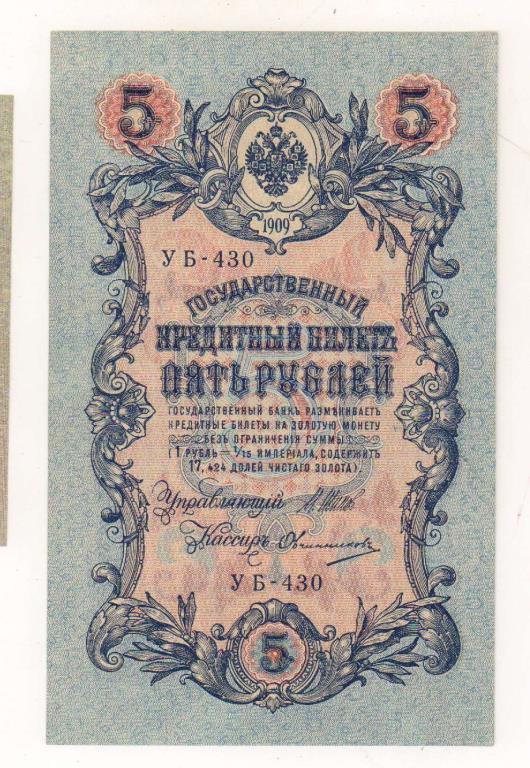 5 5
1909
УБ-430
ГОСУДАРСТВЕННЫЙ
КРЕДИТНЫЙ БИЛЕТЪ
ПЯТЬ РУБЛЕЙ
ГОСУДАРСТВЕННЫЙ БАНКЪ РАЗМѢНИВАЕТЪ
КРЕДИТНЫЕ БИЛЕТЫ НА ЗОЛОТУЮ МОНЕТУ
БЕЗЪ ОГРАНИЧЕНІЯ СУММЫ
(1 РУБЛЬ = 1/15 ИМПЕРІАЛА, СОДЕРЖИТЪ
17,424 ДОЛЕЙ ЧИСТАГО ЗОЛОТА).
Управляющій
Кассиръ Овчинниковъ
УБ-430
5